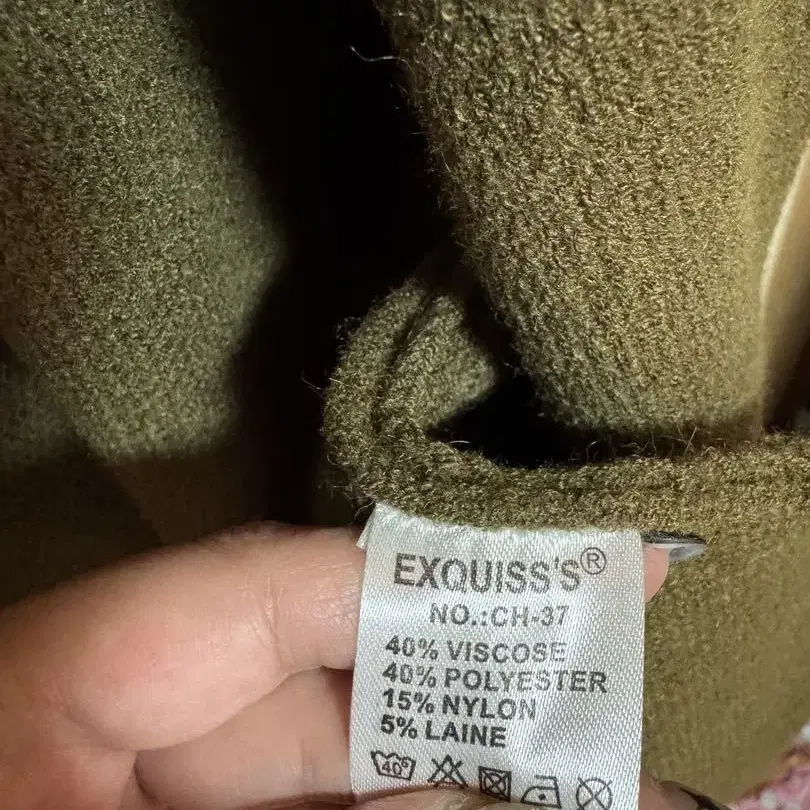 EXQUISS'S®
NO.:CH-37
40% VISCOSE
40% POLYESTER
15% NYLON
5% LAINE
40°